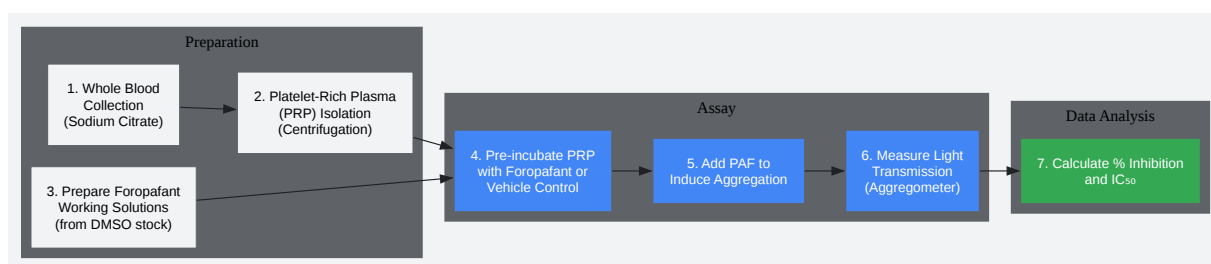 Preparation
1. Whole Blood
Collection
(Sodium Citrate)
2. Platelet-Rich Plasma
(PRP) Isolation
(Centrifugation)
3. Prepare Foropafant
Working Solutions
(from DMSO stock)
Assay
4. Pre-incubate PRP
with Foropafant or
Vehicle Control
5. Add PAF to
Induce Aggregation
6. Measure Light
Transmission
(Aggregometer)
Data Analysis
7. Calculate % Inhibition
and IC₅₀